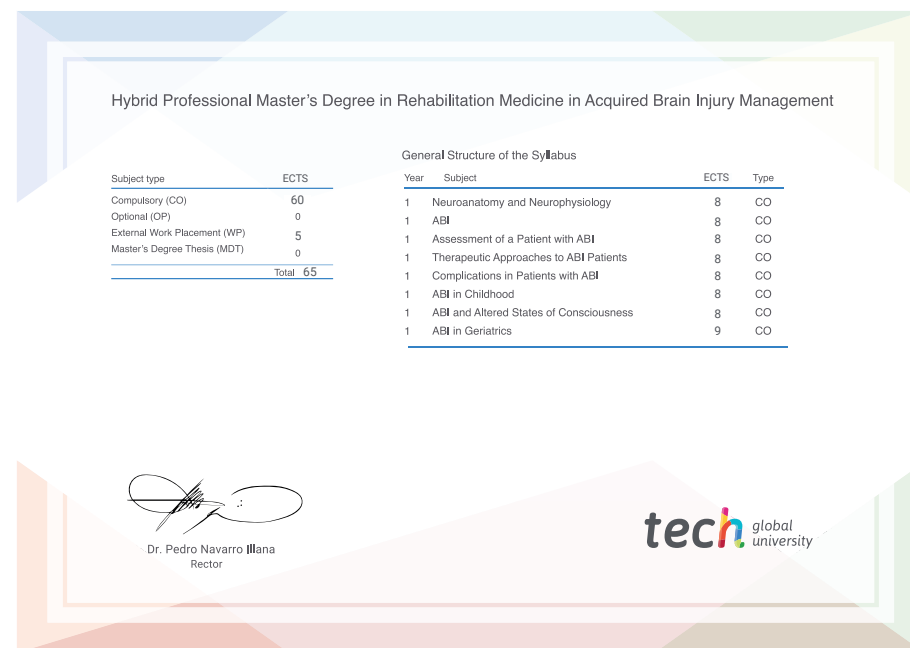 Hybrid Professional Master's Degree in Rehabilitation Medicine in Acquired Brain Injury Management
Subject type ECTS
Compulsory (CO) 60
Optional (OP) 0
External Work Placement (WP) 5
Master's Degree Thesis (MDT) 0
Total 65
General Structure of the Syllabus
Year Subject ECTS Type
1 Neuroanatomy and Neurophysiology 8 CO
1 ABI 8 CO
1 Assessment of a Patient with ABI 8 CO
1 Therapeutic Approaches to ABI Patients 8 CO
1 Complications in Patients with ABI 8 CO
1 ABI in Childhood 8 CO
1 ABI and Altered States of Consciousness 8 CO
1 ABI in Geriatrics 9 CO
Dr. Pedro Navarro Illana
Rector
tech global
university